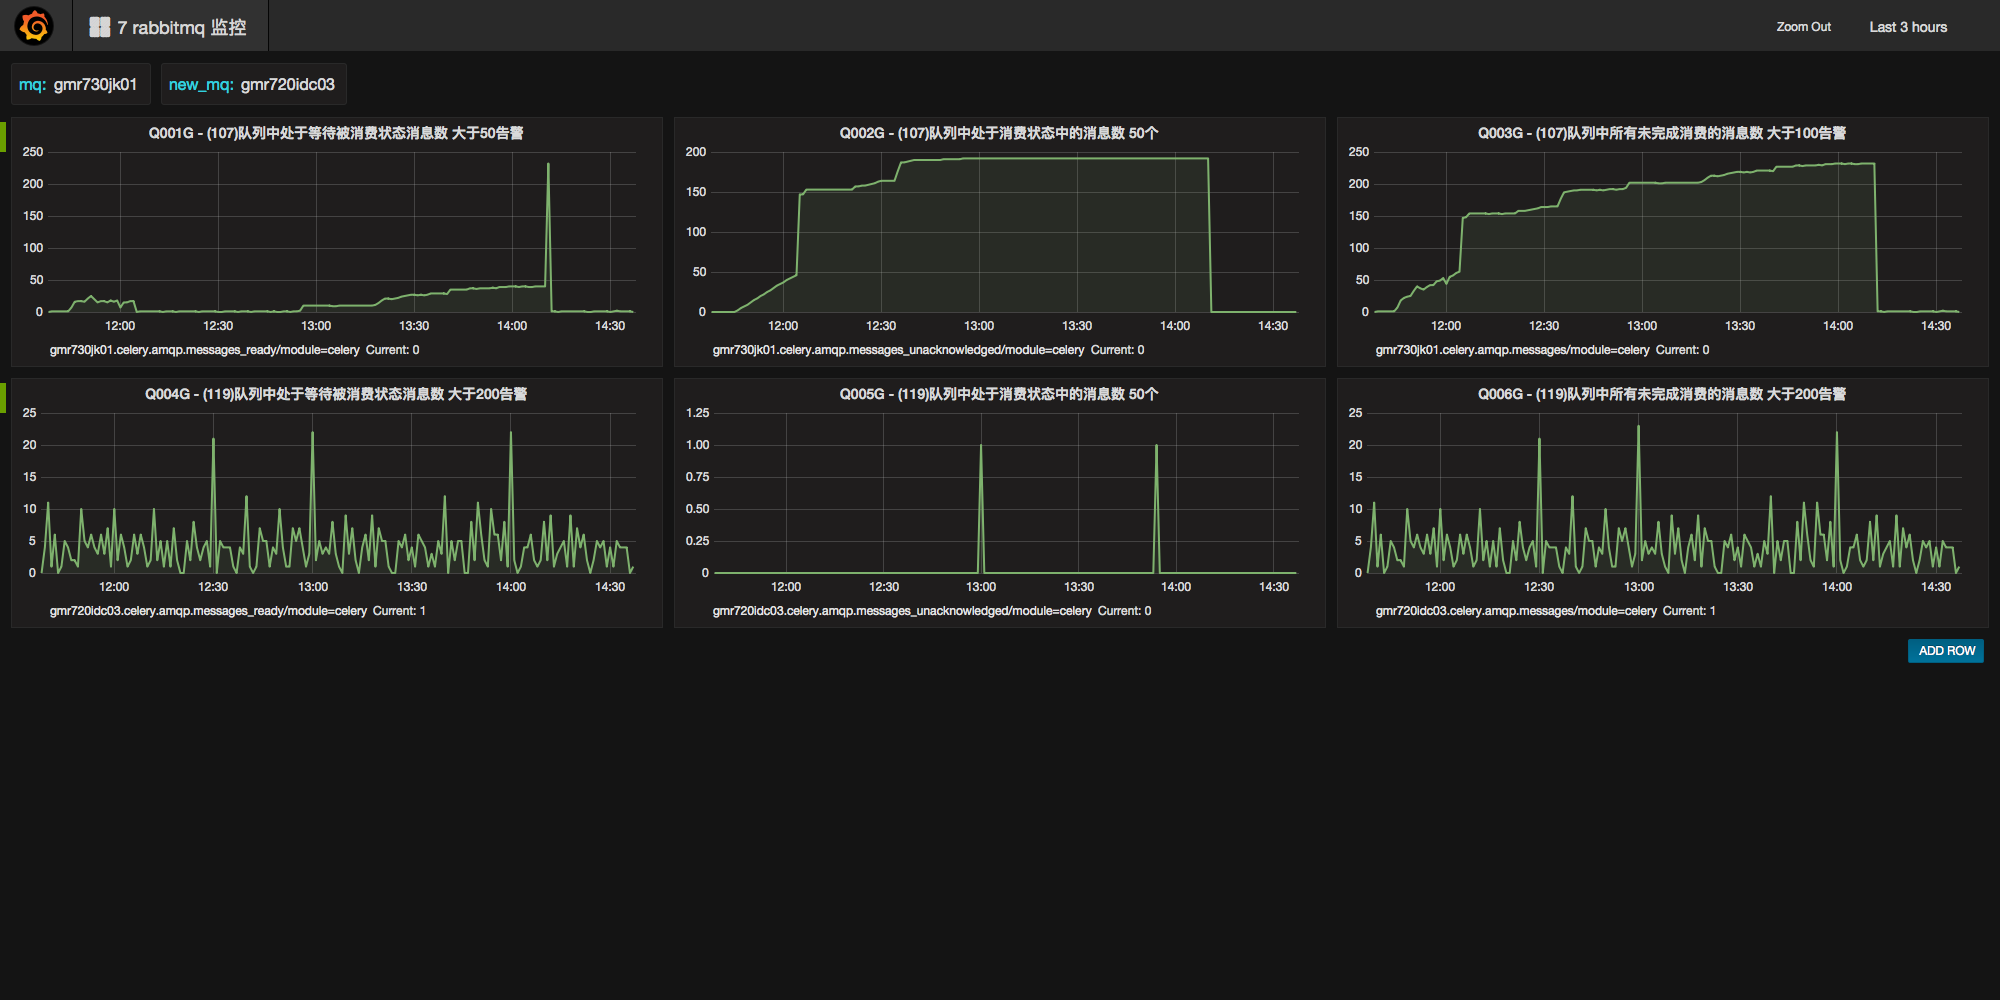 7 rabbitmq 监控
Zoom Out
Last 3 hours
mq: gmr730jk01
new_mq: gmr720idc03
Q001G - (107)队列中处于等待被消费状态消息数 大于50告警
250
200
150
100
50
0
12:00 12:30 13:00 13:30 14:00 14:30
gmr730jk01.celery.amqp.messages_ready/module=celery Current: 0
Q002G - (107)队列中处于消费状态中的消息数 50个
200
150
100
50
0
12:00 12:30 13:00 13:30 14:00 14:30
gmr730jk01.celery.amqp.messages_unacknowledged/module=celery Current: 0
Q003G - (107)队列中所有未完成消费的消息数 大于100告警
250
200
150
100
50
0
12:00 12:30 13:00 13:30 14:00 14:30
gmr730jk01.celery.amqp.messages/module=celery Current: 0
Q004G - (119)队列中处于等待被消费状态消息数 大于200告警
25
20
15
10
5
0
12:00 12:30 13:00 13:30 14:00 14:30
gmr720idc03.celery.amqp.messages_ready/module=celery Current: 1
Q005G - (119)队列中处于消费状态中的消息数 50个
1.25
1.00
0.75
0.50
0.25
0
12:00 12:30 13:00 13:30 14:00 14:30
gmr720idc03.celery.amqp.messages_unacknowledged/module=celery Current: 0
Q006G - (119)队列中所有未完成消费的消息数 大于200告警
25
20
15
10
5
0
12:00 12:30 13:00 13:30 14:00 14:30
gmr720idc03.celery.amqp.messages/module=celery Current: 1
ADD ROW